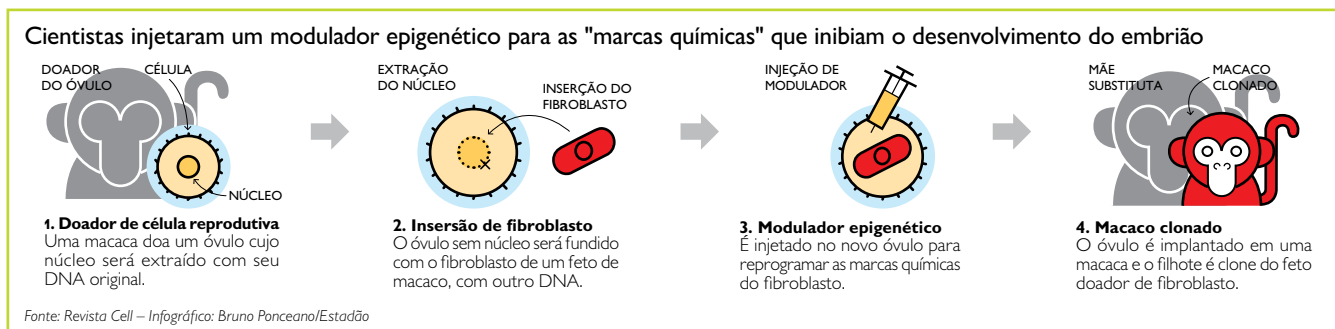 Cientistas injetaram um modulador epigenético para as "marcas químicas" que inibiam o desenvolvimento do embrião
DOADOR
DO ÓVULO
CÉLULA
NÚCLEO
1. Doador de célula reprodutiva
Uma macaca doa um óvulo cujo
núcleo será extraído com seu
DNA original.
EXTRAÇÃO
DO NÚCLEO
INSERÇÃO DO
FIBROBLASTO
2. Insersão de fibroblasto
O óvulo sem núcleo será fundido
com o fibroblasto de um feto de
macaco, com outro DNA.
INJEÇÃO DE
MODULADOR
3. Modulador epigenético
É injetado no novo óvulo para
reprogramar as marcas químicas
do fibroblasto.
MÃE
SUBSTITUTA
MACACO
CLONADO
4. Macaco clonado
O óvulo é implantado em uma
macaca e o filhote é clone do feto
doador de fibroblasto.
Fonte: Revista Cell – Infográfico: Bruno Ponceano/Estadão